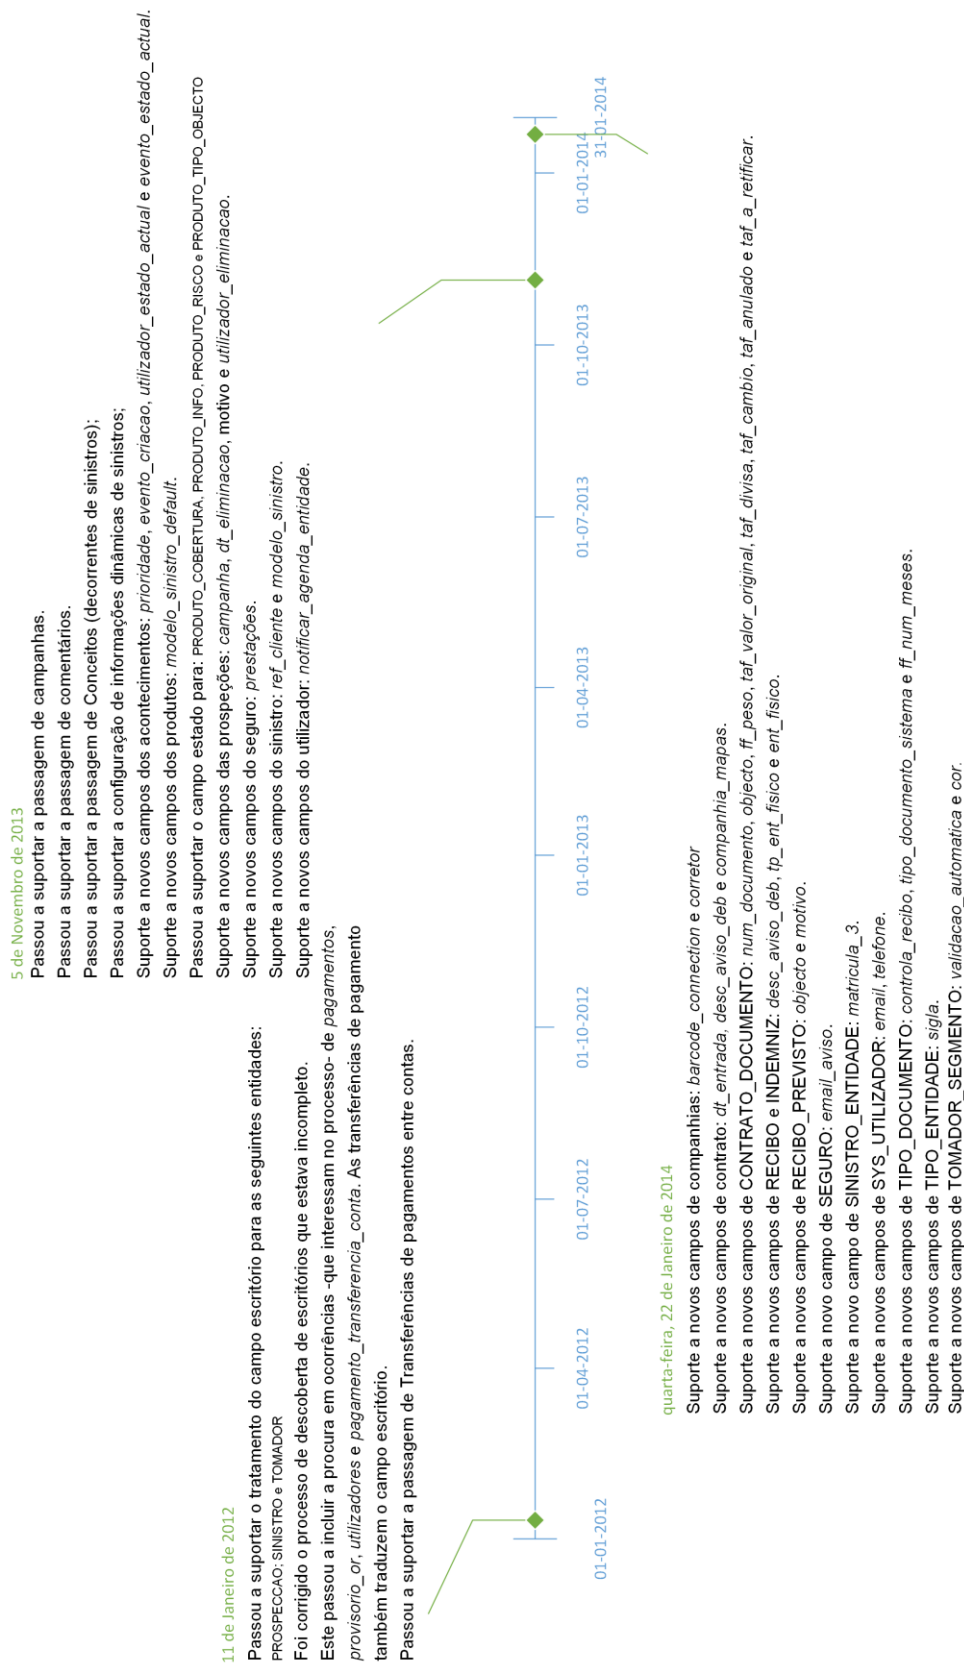 5 de Novembro de 2013
Passou a suportar a passagem de campanhas.
Passou a suportar a passagem de comentários.
Passou a suportar a passagem de Conceitos (decorrentes de sinistros);
Passou a suportar a configuração de informações dinâmicas de sinistros;
Suporte a novos campos dos acontecimentos: prioridade, evento_criacao, utilizador_estado_actual e evento_estado_actual.
Suporte a novos campos dos produtos: modelo_sinistro_default.
Passou a suportar o campo estado para: PRODUTO_COBERTURA, PRODUTO_INFO, PRODUTO_RISCO e PRODUTO_TIPO_OBJECTO
Suporte a novos campos das prospeções: campanha, dt_eliminacao, motivo e utilizador_eliminacao.
Suporte a novos campos do seguro: prestações.
Suporte a novos campos do sinistro: ref_cliente e modelo_sinistro.
Suporte a novos campos do utilizador: notificar_agenda_entidade.
11 de Janeiro de 2012
Passou a suportar o tratamento do campo escritório para as seguintes entidades:
PROSPECCAO; SINISTRO e TOMADOR
Foi corrigido o processo de descoberta de escritórios que estava incompleto.
Este passou a incluir a procura em ocorrências -que interessam no processo- de pagamentos,
provisorio_or, utilizadores e pagamento_transferencia_conta. As transferências de pagamento
também traduzem o campo escritório.
Passou a suportar a passagem de Transferências de pagamentos entre contas.
01-01-2012
01-04-2012
01-07-2012
01-10-2012
01-01-2013
01-04-2013
01-07-2013
01-10-2013
01-01-2014
31-01-2014
quarta-feira, 22 de Janeiro de 2014
Suporte a novos campos de companhias: barcode_connection e corretor
Suporte a novos campos de contrato: dt_entrada, desc_aviso_deb e companhia_mapas.
Suporte a novos campos de CONTRATO_DOCUMENTO: num_documento, objecto, ff_peso, taf_valor_original, taf_divisa, taf_cambio, taf_anulado e taf_a_retificar.
Suporte a novos campos de RECIBO e INDEMNIZ: desc_aviso_deb, tp_ent_fisico e ent_fisico.
Suporte a novos campos de RECIBO_PREVISTO: objecto e motivo.
Suporte a novo campo de SEGURO: email_aviso.
Suporte a novo campo de SINISTRO_ENTIDADE: matricula_3.
Suporte a novos campos de SYS_UTILIZADOR: email, telefone.
Suporte a novos campos de TIPO_DOCUMENTO: controla_recibo, tipo_documento_sistema e ff_num_meses.
Suporte a novos campos de TIPO_ENTIDADE: sigla.
Suporte a novos campos de TOMADOR_SEGMENTO: validacao_automatica e cor.